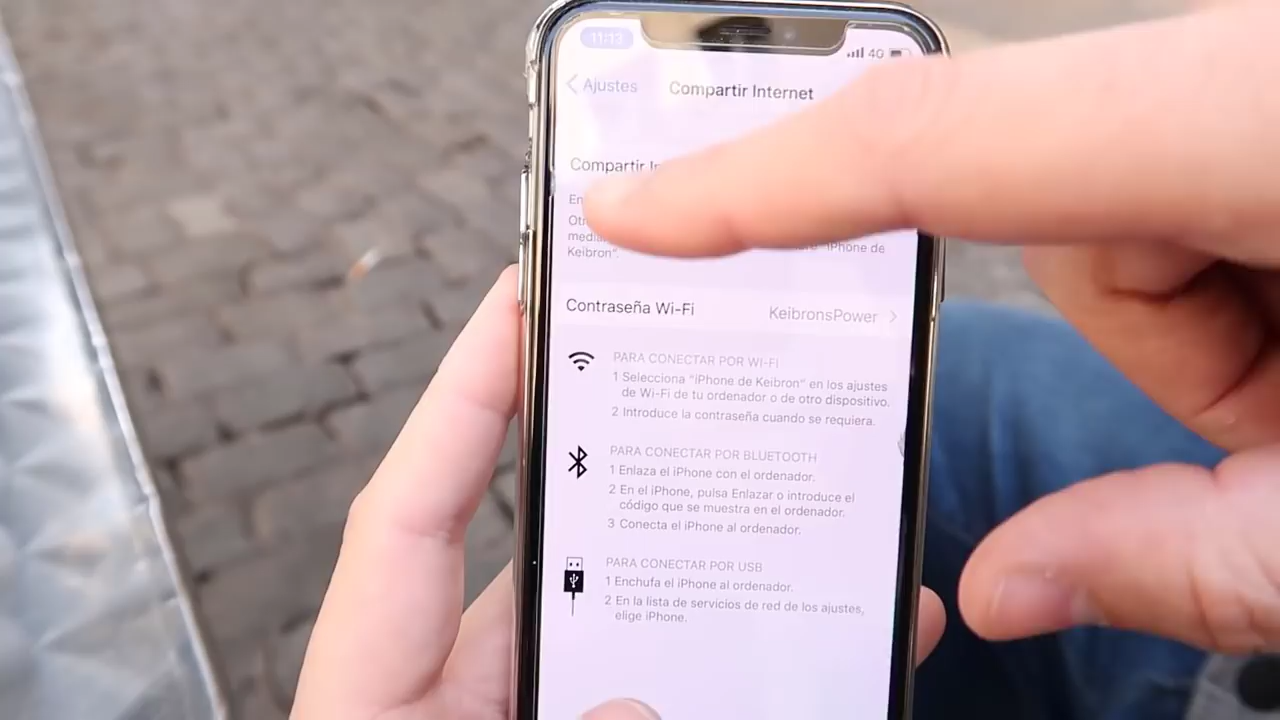 11:13
4G
Ajustes
Compartir Internet
Compartir
En
"iPhone de
Keibron".
Contraseña Wi-Fi KeibronsPower
PARA CONECTAR POR WI-FI
1 Selecciona "iPhone de Keibron" en los ajustes
de Wi-Fi de tu ordenador o de otro dispositivo.
2 Introduce la contraseña cuando se requiera.
PARA CONECTAR POR BLUETOOTH
1 Enlaza el iPhone con el ordenador.
2 En el iPhone, pulsa Enlazar o introduce el
código que se muestra en el ordenador.
3 Conecta el iPhone al ordenador.
PARA CONECTAR POR USB
1 Enchufa el iPhone al ordenador.
2 En la lista de servicios de red de los ajustes,
elige iPhone.